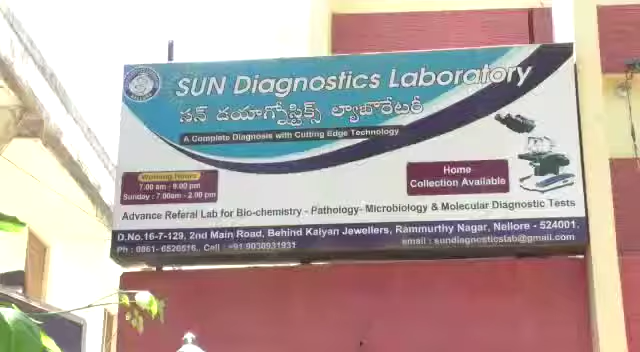 SUN Diagnostics Laboratory
సన్ డయాగ్నోస్టిక్స్ ల్యాబొరేటకీ
A Complete Diagnosis with Cutting Edge Technology
Working Hours
7.00 am - 9.00 pm
Sunday : 7.00am - 2.00 pm
Home
Collection Available
Advance Referal Lab for Bio-chemistry - Pathology- Microbiology & Molecular Diagnostic Tests
D.No.16-7-129, 2nd Main Road, Behind Kalyan Jewellers, Rammurthy Nagar, Nellore - 524001.
Ph : 0861- 6520516., Cell : +91 9030931931
email : sundiagnosticslab@gmail.com